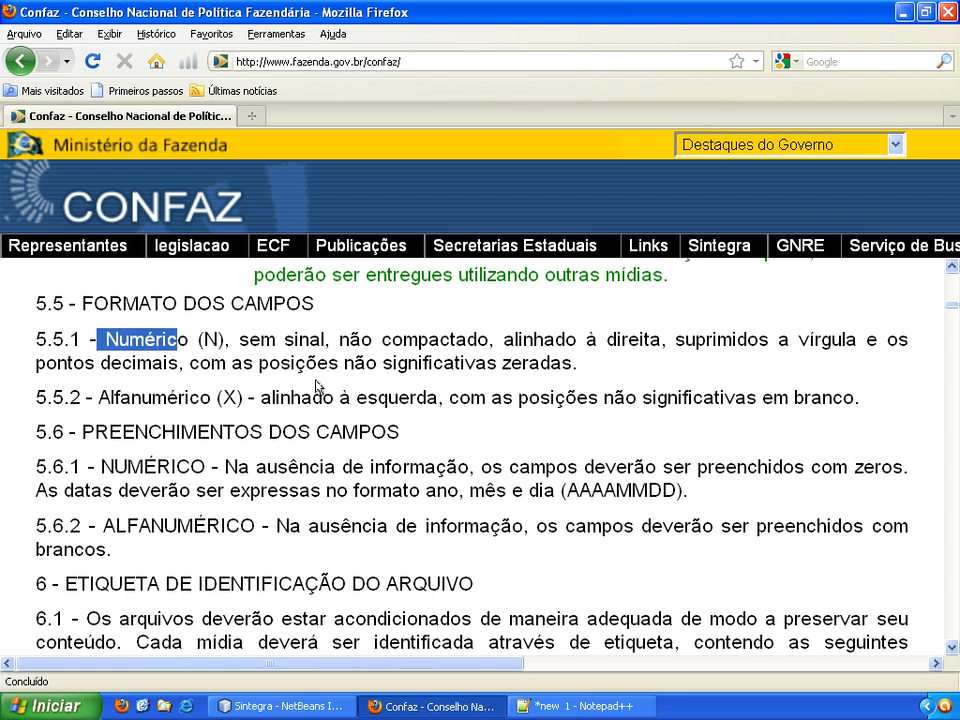 Confaz - Conselho Nacional de Política Fazendária - Mozilla Firefox
Arquivo Editar Exibir Histórico Favoritos Ferramentas Ajuda
http://www.fazenda.gov.br/confaz/ Google
Mais visitados Primeiros passos Últimas notícias
Confaz - Conselho Nacional de Polític...
Ministério da Fazenda Destaques do Governo
CONFAZ
Representantes legislacao ECF Publicações Secretarias Estaduais Links Sintegra GNRE Serviço de Bus
poderão ser entregues utilizando outras mídias.
5.5 - FORMATO DOS CAMPOS
5.5.1 - Numérico (N), sem sinal, não compactado, alinhado à direita, suprimidos a vírgula e os
pontos decimais, com as posições não significativas zeradas.
5.5.2 - Alfanumérico (X) - alinhado à esquerda, com as posições não significativas em branco.
5.6 - PREENCHIMENTOS DOS CAMPOS
5.6.1 - NUMÉRICO - Na ausência de informação, os campos deverão ser preenchidos com zeros.
As datas deverão ser expressas no formato ano, mês e dia (AAAAMMDD).
5.6.2 - ALFANUMÉRICO - Na ausência de informação, os campos deverão ser preenchidos com
brancos.
6 - ETIQUETA DE IDENTIFICAÇÃO DO ARQUIVO
6.1 - Os arquivos deverão estar acondicionados de maneira adequada de modo a preservar seu
conteúdo. Cada mídia deverá ser identificada através de etiqueta, contendo as seguintes
Concluído
Iniciar Sintegra - NetBeans I... Confaz - Conselho Na... *new 1 - Notepad++